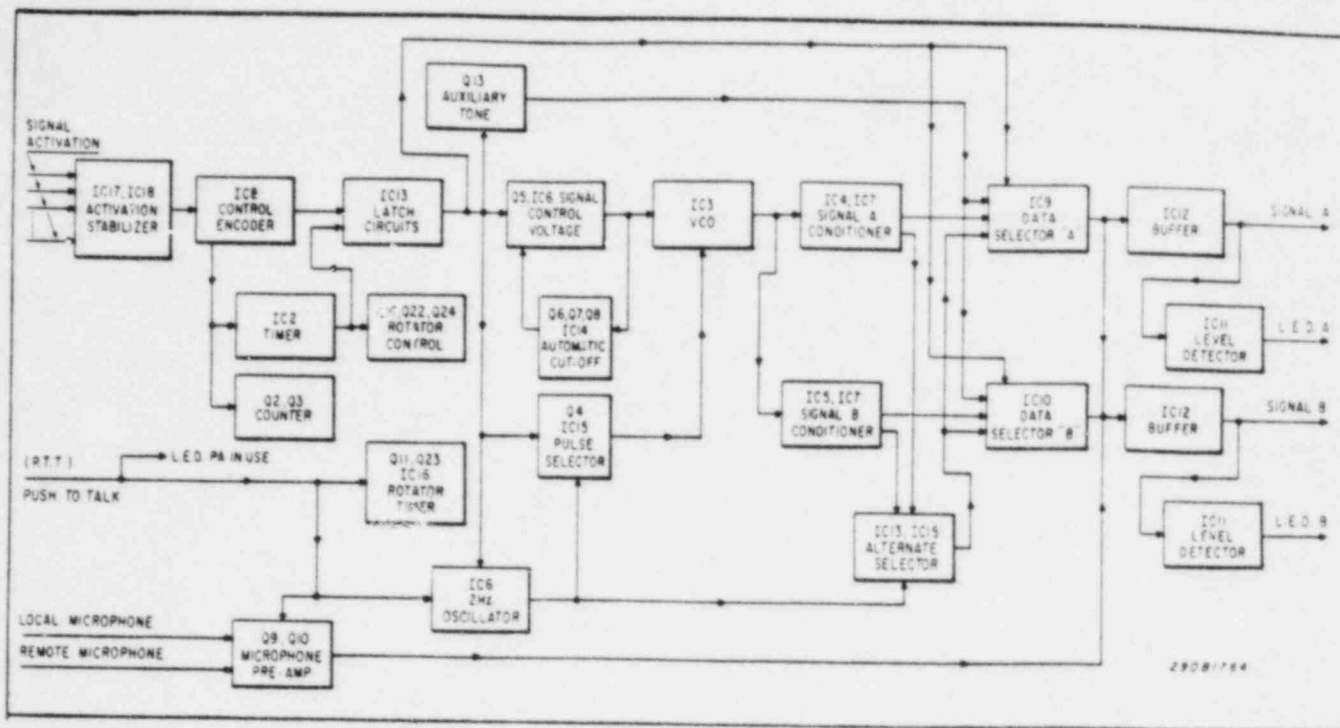 Q13
AUXILIARY
TONE
SIGNAL
ACTIVATION
IC17, IC18
ACTIVATION
STABILIZER
IC8
CONTROL
ENCODER
IC13
LATCH
CIRCUITS
Q5, IC6 SIGNAL
CONTROL
VOLTAGE
IC3
VCO
IC4, IC7
SIGNAL A
CONDITIONER
IC9
DATA
SELECTOR "A"
IC12
BUFFER
SIGNAL A
IC2
TIMER
Q22, Q24
ROTATOR
CONTROL
Q6, Q7, Q8
IC14
AUTOMATIC
CUT-OFF
IC11
LEVEL
DETECTOR
L.E.D. A
Q2, Q3
COUNTER
Q4
IC15
PULSE
SELECTOR
IC5, IC7
SIGNAL B
CONDITIONER
IC10
DATA
SELECTOR "B"
IC12
BUFFER
SIGNAL B
(P.T.T)
PUSH TO TALK
L.E.D. PA IN USE
Q11, Q23
IC16
ROTATOR
TIMER
IC13, IC15
ALTERNATE
SELECTOR
IC11
LEVEL
DETECTOR
L.E.D. B
IC6
2Hz
OSCILLATOR
LOCAL MICROPHONE
REMOTE MICROPHONE
Q9, Q10
MICROPHONE
PRE-AMP
290B1764